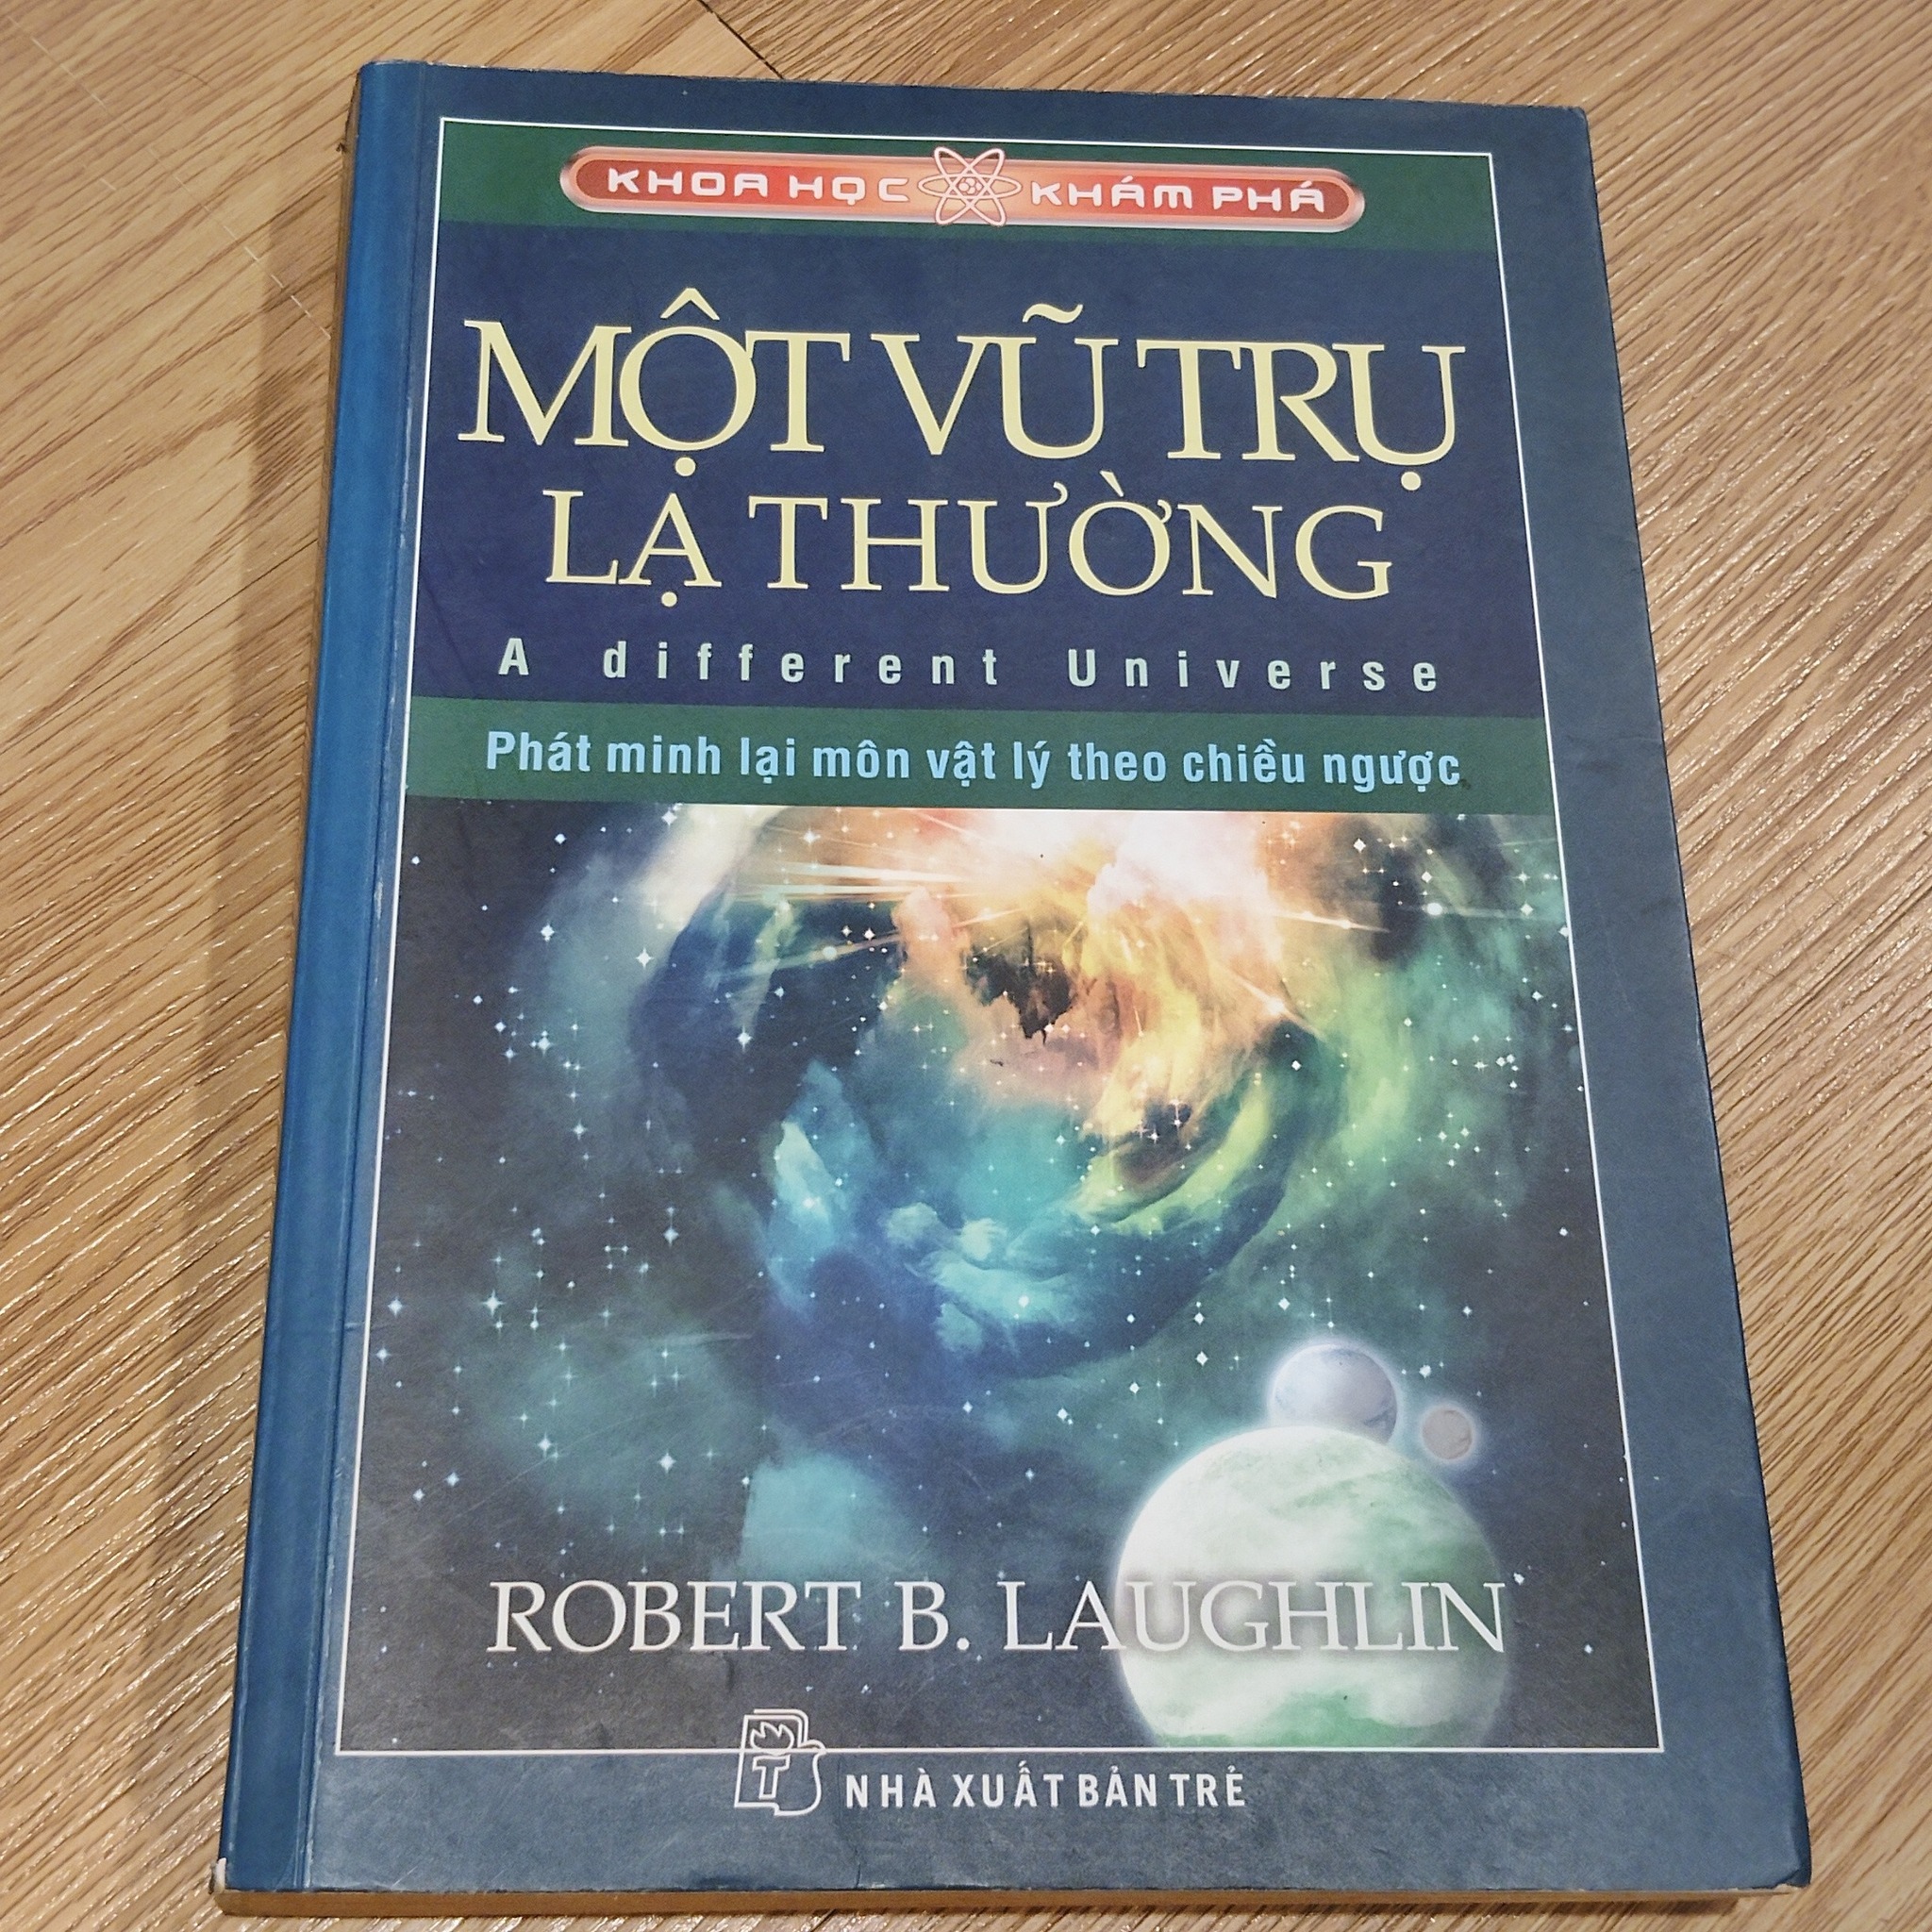 KHOA HỌC KHÁM PHÁ
MỘT VŨ TRỤ
LẠ THƯỜNG
A different Universe
Phát minh lại môn vật lý theo chiều ngược
ROBERT B. LAUGHLIN
T
NHÀ XUẤT BẢN TRẺ